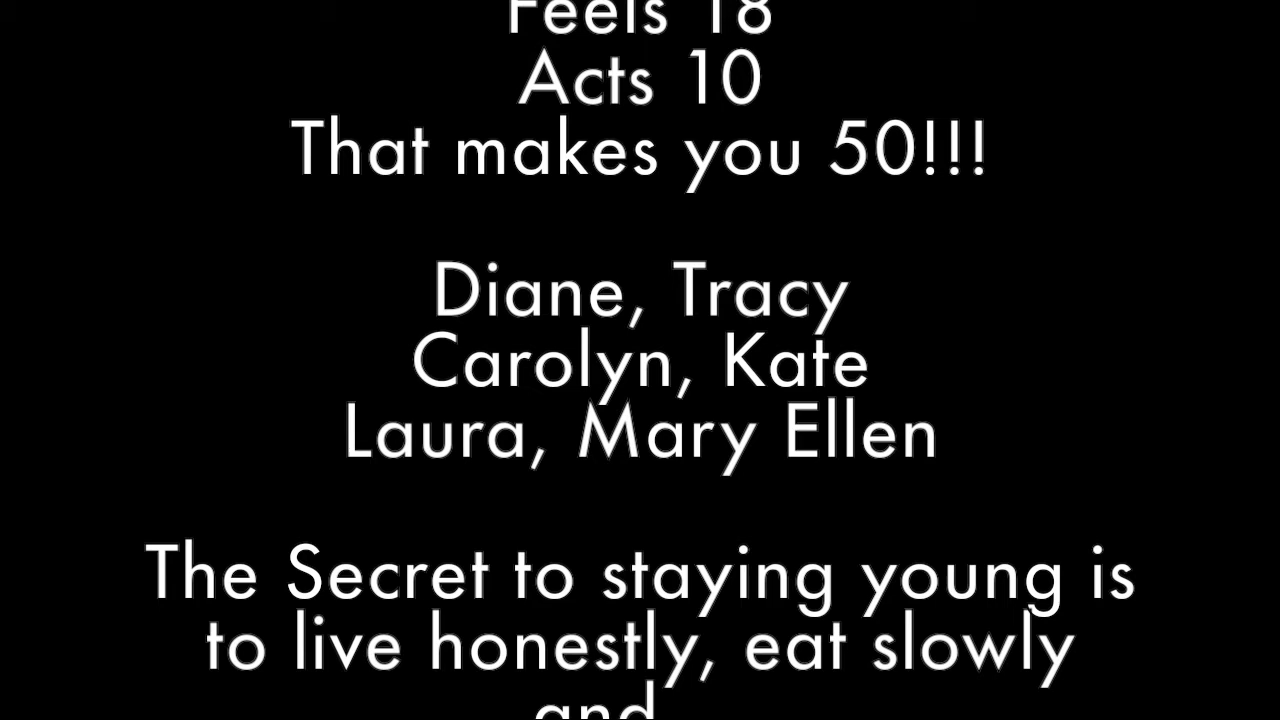 Feels 18
Acts 10
That makes you 50!!!
Diane, Tracy
Carolyn, Kate
Laura, Mary Ellen
The Secret to staying young is
to live honestly, eat slowly
and